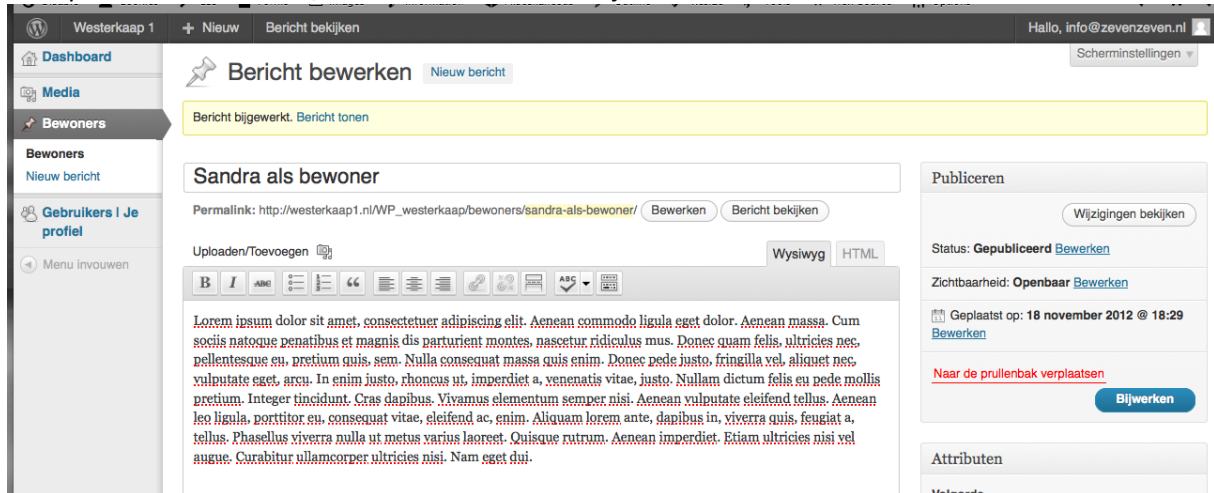 Westerkaap 1 + Nieuw Bericht bekijken Hallo, info@zevenzeven.nl
Scherminstellingen
Dashboard
Media
Bewoners
Bewoners
Nieuw bericht
Gebruikers | Je
profiel
Menu invouwen
Bericht bewerken Nieuw bericht
Bericht bijgewerkt. Bericht tonen
Sandra als bewoner
Permalink: http://westerkaap1.nl/WP_westerkaap/bewoners/sandra-als-bewoner/ Bewerken Bericht bekijken
Uploaden/Toevoegen Wysiwyg HTML
B I ABC ABC
Lorem ipsum dolor sit amet, consectetuer adipiscing elit. Aenean commodo ligula eget dolor. Aenean massa. Cum
sociis natoque penatibus et magnis dis parturient montes, nascetur ridiculus mus. Donec quam felis, ultricies nec,
pellentesque eu, pretium quis, sem. Nulla consequat massa quis enim. Donec pede justo, fringilla vel, aliquet nec,
vulputate eget, arcu. In enim justo, rhoncus ut, imperdiet a, venenatis vitae, justo. Nullam dictum felis eu pede mollis
pretium. Integer tincidunt. Cras dapibus. Vivamus elementum semper nisi. Aenean vulputate eleifend tellus. Aenean
leo ligula, porttitor eu, consequat vitae, eleifend ac, enim. Aliquam lorem ante, dapibus in, viverra quis, feugiat a,
tellus. Phasellus viverra nulla ut metus varius laoreet. Quisque rutrum. Aenean imperdiet. Etiam ultricies nisi vel
augue. Curabitur ullamcorper ultricies nisi. Nam eget dui.
Publiceren
Wijzigingen bekijken
Status: Gepubliceerd Bewerken
Zichtbaarheid: Openbaar Bewerken
Geplaatst op: 18 november 2012 @ 18:29
Bewerken
Naar de prullenbak verplaatsen
Bijwerken
Attributen